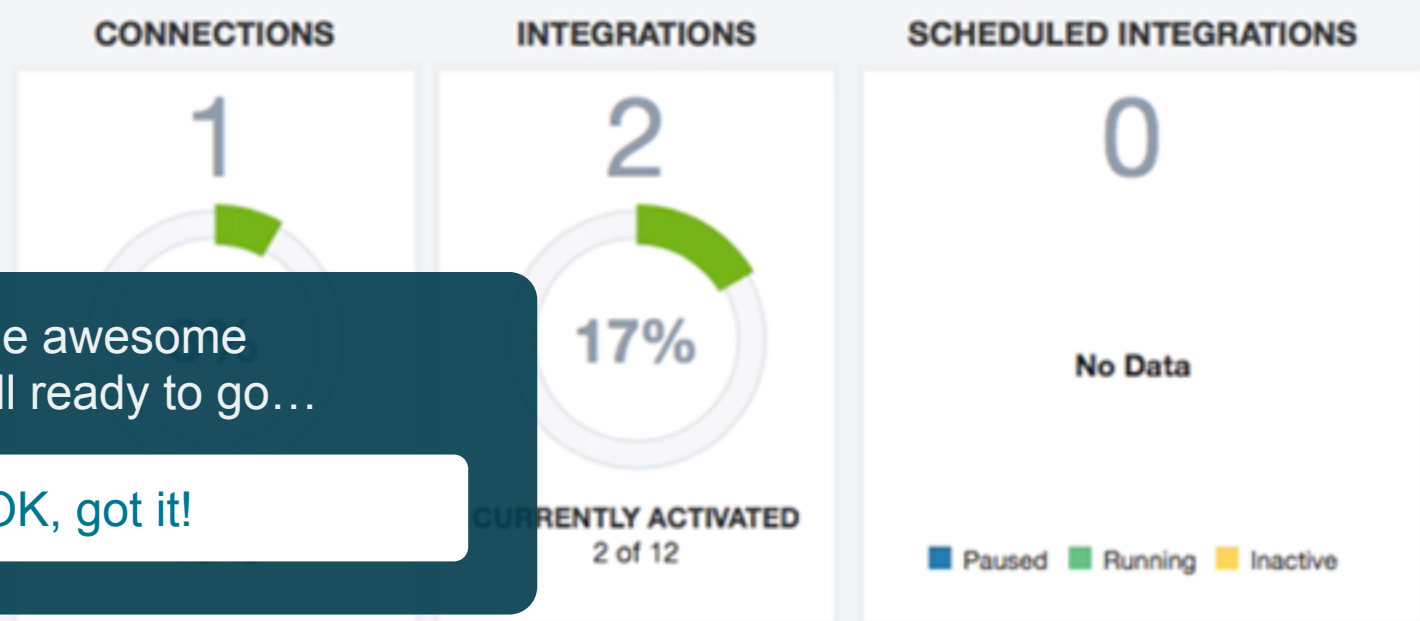 CONNECTIONS
INTEGRATIONS
SCHEDULED INTEGRATIONS
1
2
0
17%
No Data
e awesome
ll ready to go…
OK, got it!
CURRENTLY ACTIVATED
2 of 12
Paused Running Inactive